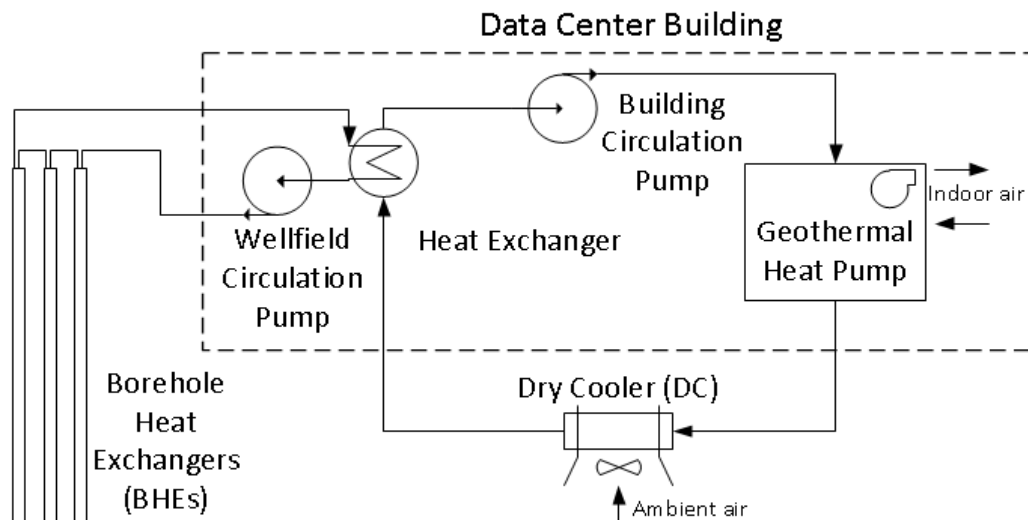 Data Center Building
Building
Circulation
Pump
Indoor air
Geothermal
Heat Pump
Heat Exchanger
Wellfield
Circulation
Pump
Dry Cooler (DC)
Borehole
Heat
Exchangers
(BHEs)
Ambient air